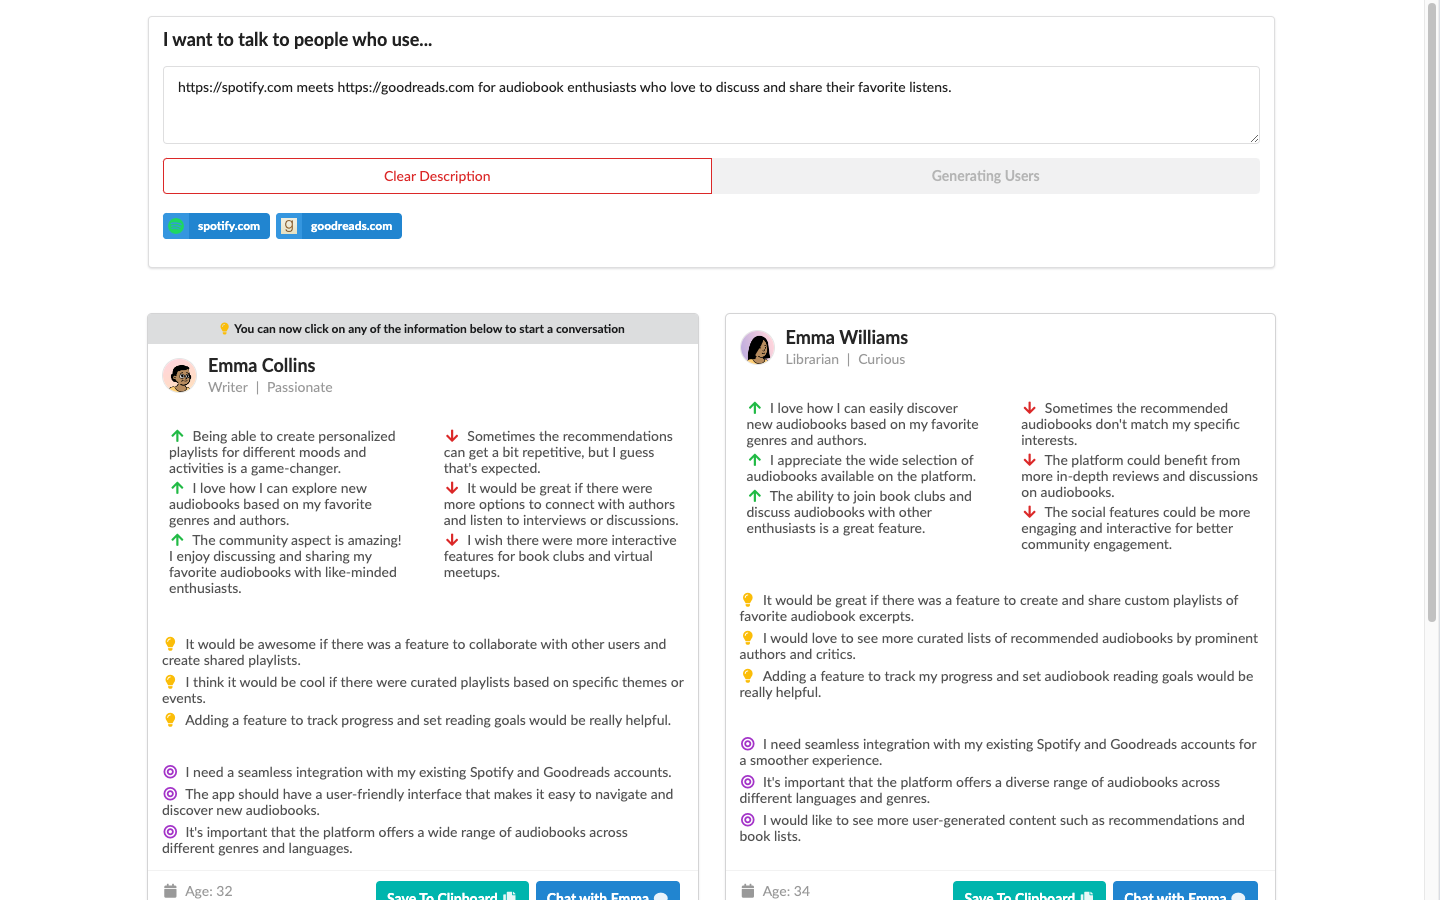 I want to talk to people who use...
https://spotify.com meets https://goodreads.com for audiobook enthusiasts who love to discuss and share their favorite listens.
Clear Description
Generating Users
spotify.com
goodreads.com
You can now click on any of the information below to start a conversation
Emma Collins
Writer | Passionate
Being able to create personalized
playlists for different moods and
activities is a game-changer.
I love how I can explore new
audiobooks based on my favorite
genres and authors.
The community aspect is amazing!
I enjoy discussing and sharing my
favorite audiobooks with like-minded
enthusiasts.
Sometimes the recommendations
can get a bit repetitive, but I guess
that's expected.
It would be great if there were
more options to connect with authors
and listen to interviews or discussions.
I wish there were more interactive
features for book clubs and virtual
meetups.
It would be awesome if there was a feature to collaborate with other users and
create shared playlists.
I think it would be cool if there were curated playlists based on specific themes or
events.
Adding a feature to track progress and set reading goals would be really helpful.
I need a seamless integration with my existing Spotify and Goodreads accounts.
The app should have a user-friendly interface that makes it easy to navigate and
discover new audiobooks.
It's important that the platform offers a wide range of audiobooks across
different genres and languages.
Age: 32
Save To Clipboard
Chat with Emma
Emma Williams
Librarian | Curious
I love how I can easily discover
new audiobooks based on my favorite
genres and authors.
I appreciate the wide selection of
audiobooks available on the platform.
The ability to join book clubs and
discuss audiobooks with other
enthusiasts is a great feature.
Sometimes the recommended
audiobooks don't match my specific
interests.
The platform could benefit from
more in-depth reviews and discussions
on audiobooks.
The social features could be more
engaging and interactive for better
community engagement.
It would be great if there was a feature to create and share custom playlists of
favorite audiobook excerpts.
I would love to see more curated lists of recommended audiobooks by prominent
authors and critics.
Adding a feature to track my progress and set audiobook reading goals would be
really helpful.
I need seamless integration with my existing Spotify and Goodreads accounts for
a smoother experience.
It's important that the platform offers a diverse range of audiobooks across
different languages and genres.
I would like to see more user-generated content such as recommendations and
book lists.
Age: 34
Save To Clipboard
Chat with Emma